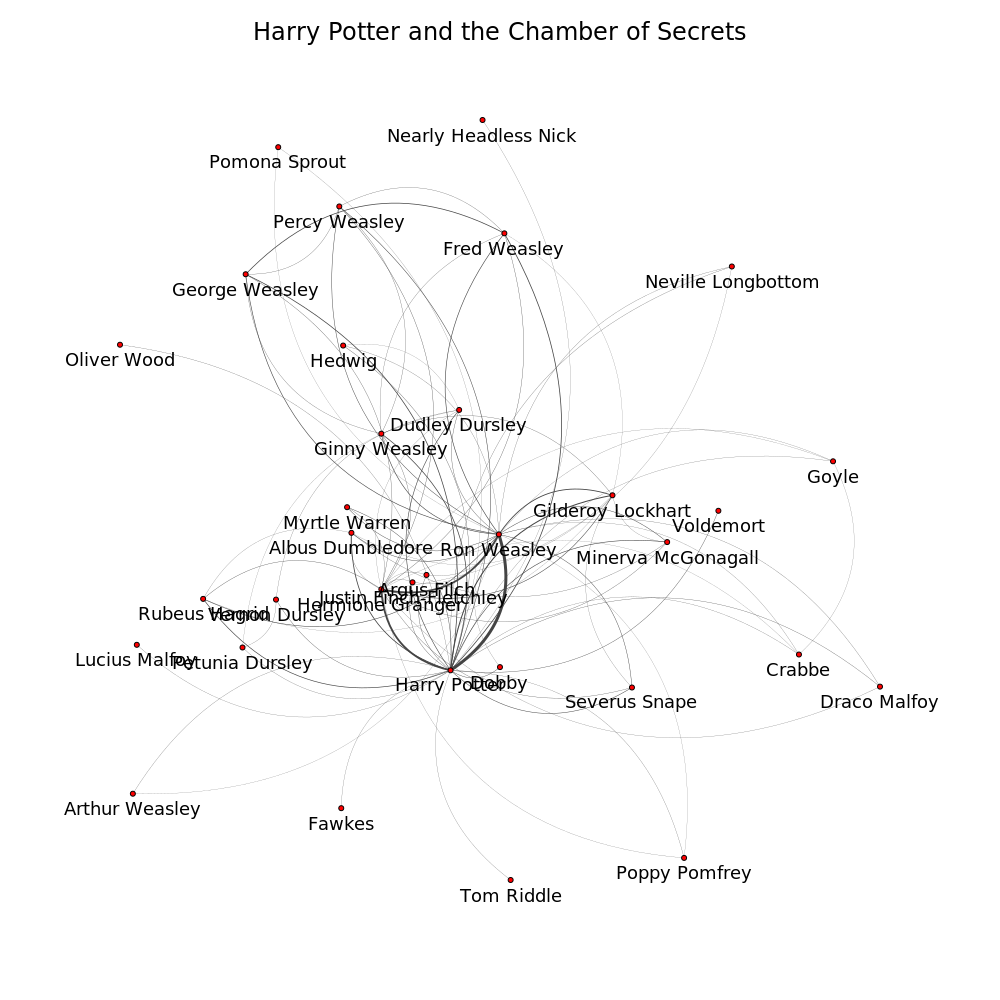 Harry Potter and the Chamber of Secrets
Nearly Headless Nick
Pomona Sprout
Percy Weasley
Fred Weasley
Neville Longbottom
George Weasley
Oliver Wood
Hedwig
Dudley Dursley
Ginny Weasley
Goyle
Gilderoy Lockhart
Myrtle Warren
Voldemort
Albus Dumbledore
Ron Weasley
Minerva McGonagall
Argus Filch
Justin Finch-Fletchley
Hermione Granger
Rubeus Hagrid
Vernon Dursley
Lucius Malfoy
Petunia Dursley
Crabbe
Harry Potter
Dobby
Severus Snape
Draco Malfoy
Arthur Weasley
Fawkes
Poppy Pomfrey
Tom Riddle